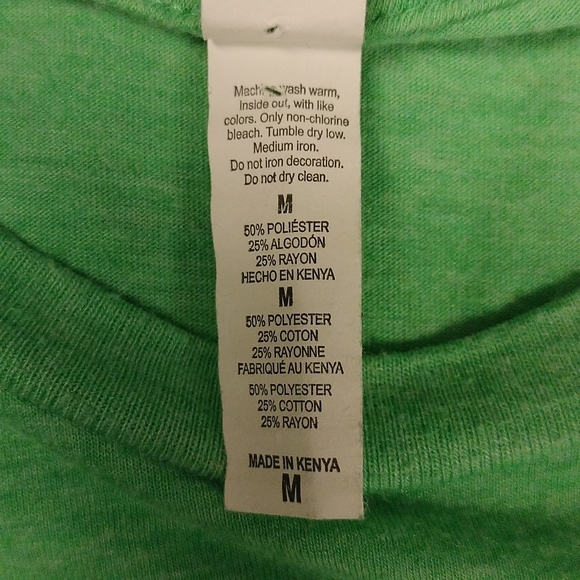 Machine wash warm,
Inside out, with like
colors. Only non-chlorine
bleach. Tumble dry low.
Medium iron.
Do not iron decoration.
Do not dry clean.
M
50% POLIÉSTER
25% ALGODÓN
25% RAYON
HECHO EN KENYA
M
50% POLYESTER
25% COTON
25% RAYONNE
FABRIQUÉ AU KENYA
50% POLYESTER
25% COTTON
25% RAYON
MADE IN KENYA
M